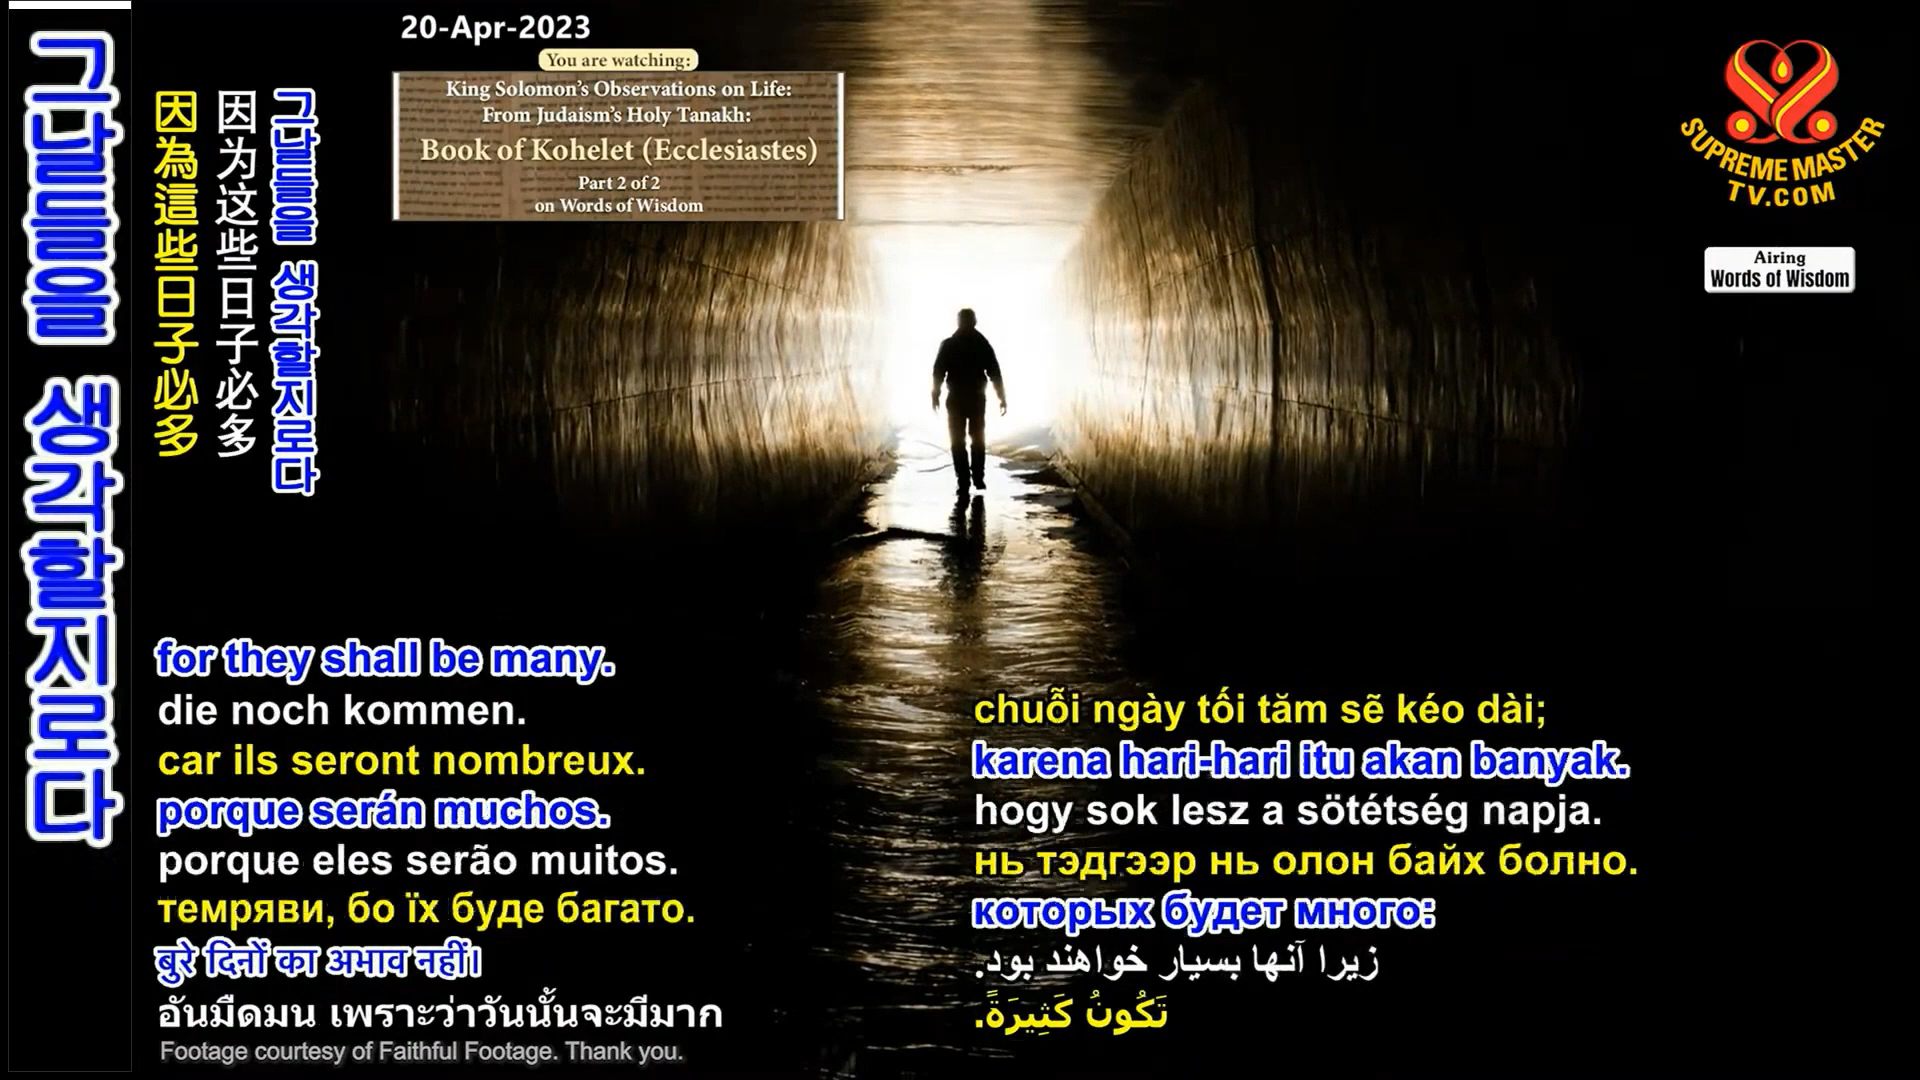 그날들을 생각할지로다
因為這些日子必多
因为这些日子必多
그날들을 생각할지로다
20-Apr-2023
You are watching:
King Solomon's Observations on Life:
From Judaism's Holy Tanakh:
Book of Kohelet (Ecclesiastes)
Part 2 of 2
on Words of Wisdom
SUPREME MASTER
TV.COM
Airing
Words of Wisdom
for they shall be many.
die noch kommen.
car ils seront nombreux.
porque serán muchos.
porque eles serão muitos.
темряви, бо їх буде багато.
बुरे दिनों का अभाव नहीं।
อันมืดมน เพราะว่าวันนั้นจะมีมาก
Footage courtesy of Faithful Footage. Thank you.
chuỗi ngày tối tăm sẽ kéo dài;
karena hari-hari itu akan banyak.
hogy sok lesz a sötétség napja.
нь тэдгээр нь олон байх болно.
которых будет много:
زیرا آنها بسیار خواهند بود.
تَكُونُ كَثِيرَةً.